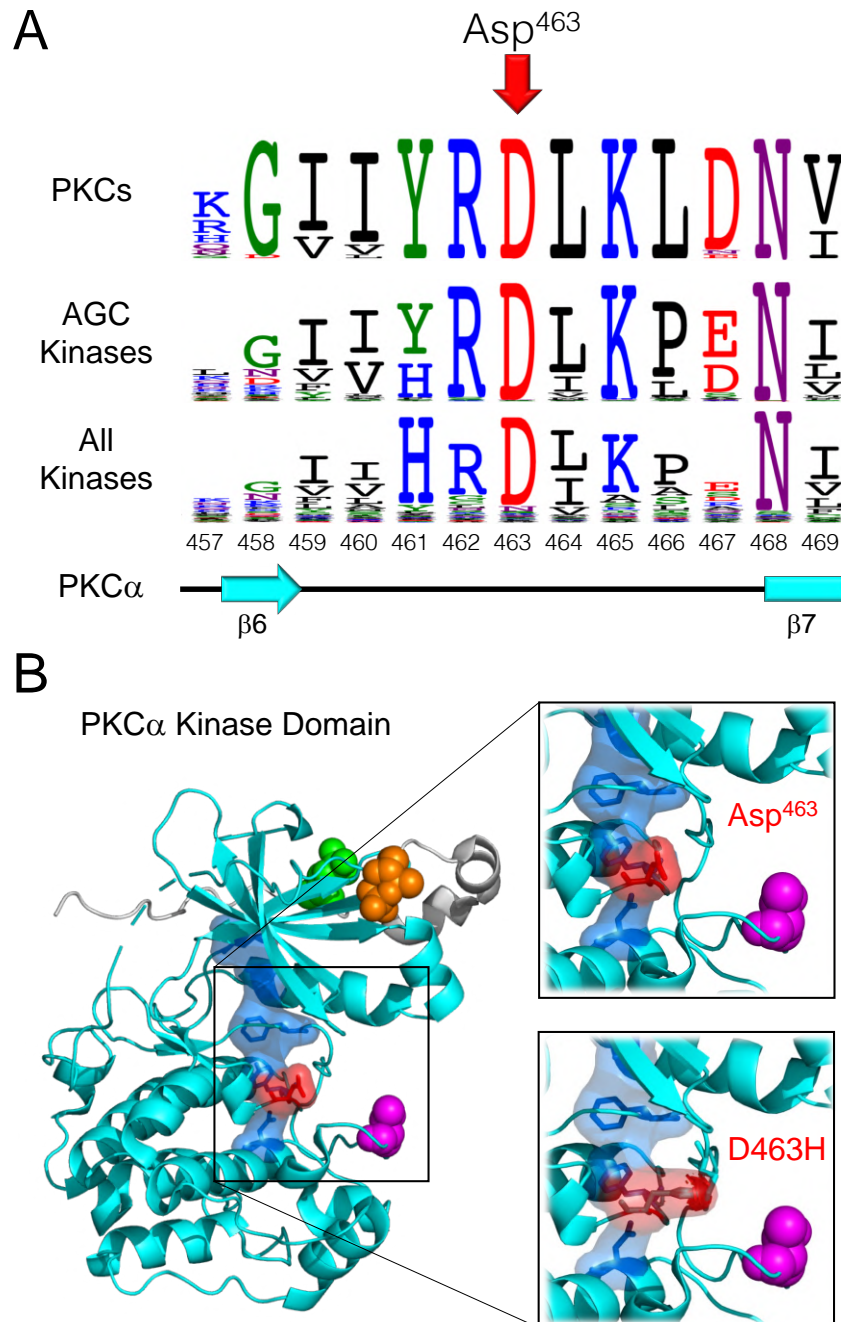 A
Asp463
PKCs
K R G D I V I V L Y R D L K L D N V I
AGC
Kinases
L G N D I V F Y I V Y H R D L I K P L E D N I L V
All
Kinases
G N I V I V H R D L I K A P A E N I V L
457 458 459 460 461 462 463 464 465 466 467 468 469
PKCα
β6
β7
B
PKCα Kinase Domain
Asp463
D463H